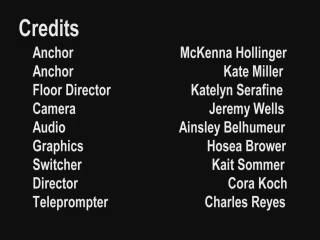 Credits
Anchor McKenna Hollinger
Anchor Kate Miller
Floor Director Katelyn Serafine
Camera Jeremy Wells
Audio Ainsley Belhumeur
Graphics Hosea Brower
Switcher Kait Sommer
Director Cora Koch
Teleprompter Charles Reyes